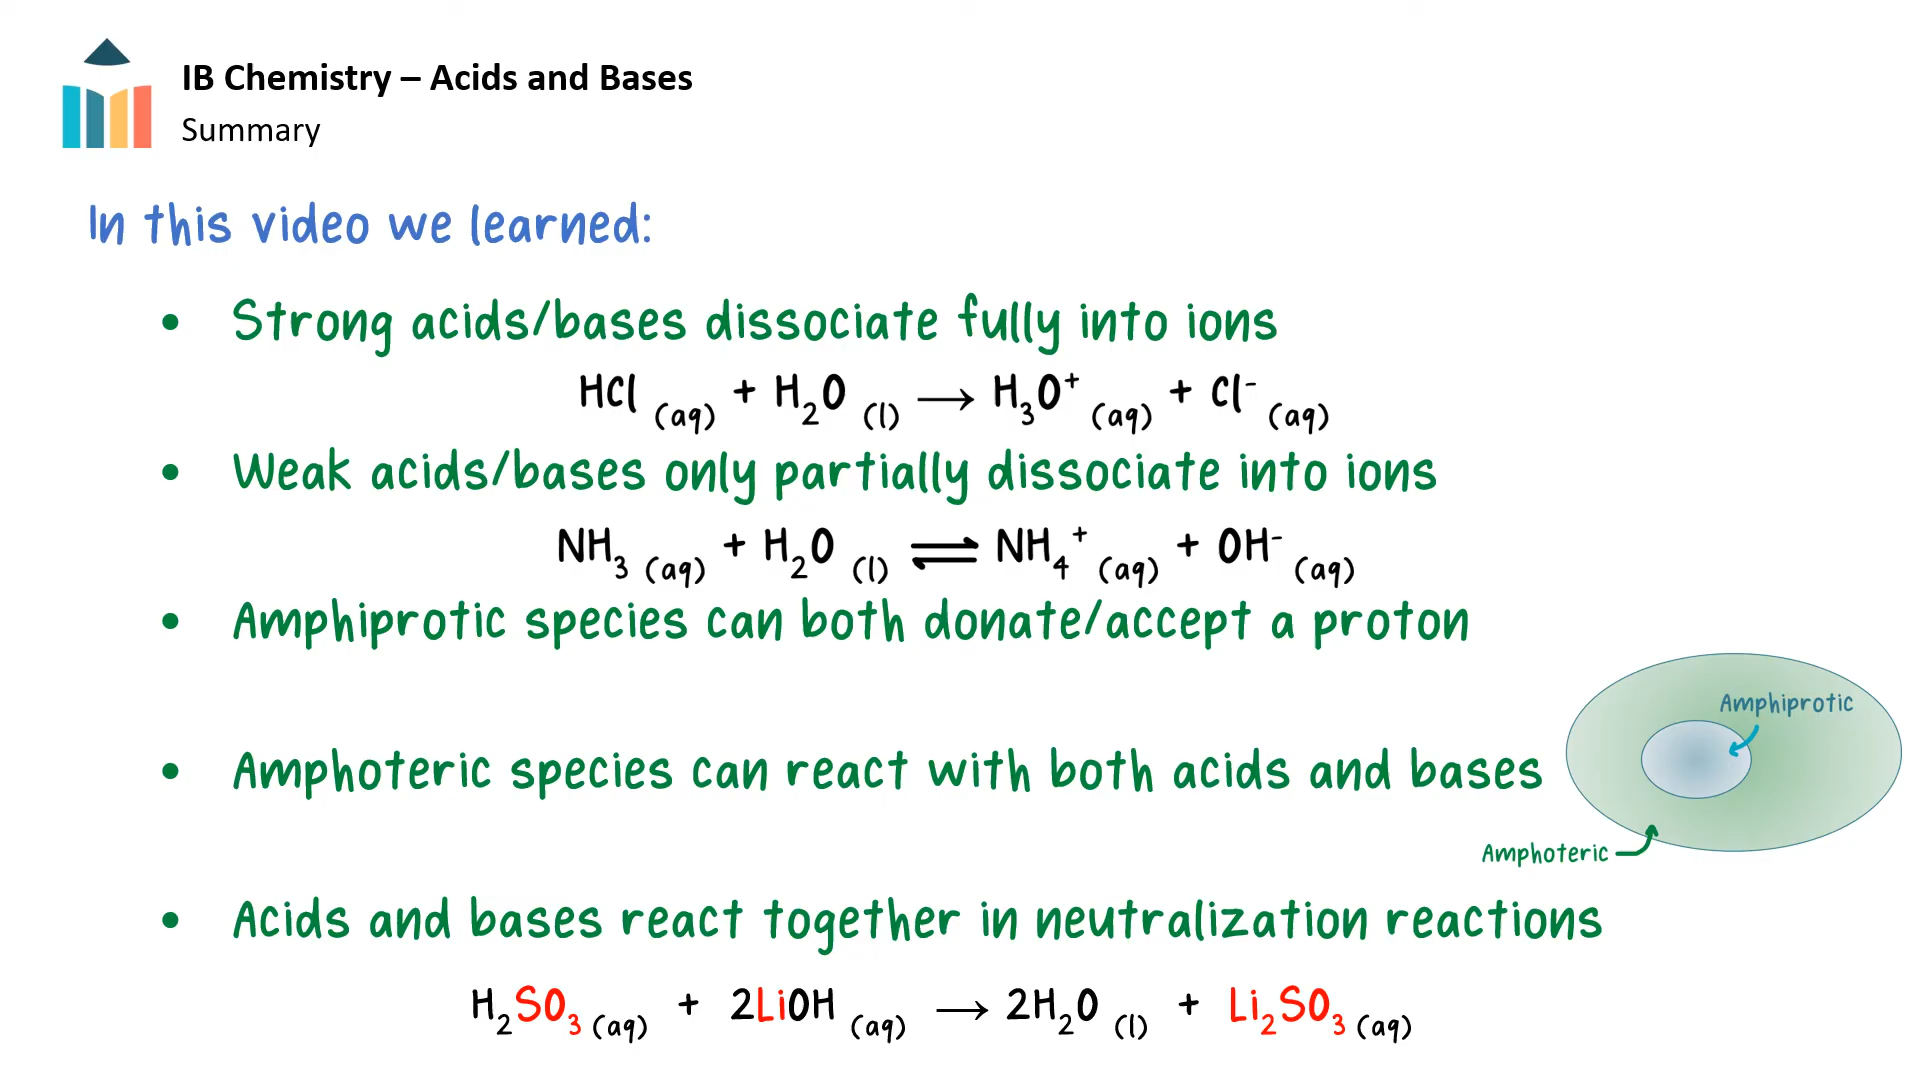 IB Chemistry – Acids and Bases
Summary
In this video we learned:
• Strong acids/bases dissociate fully into ions
HCl (aq) + H₂O (l) → H₃O⁺ (aq) + Cl⁻ (aq)
• Weak acids/bases only partially dissociate into ions
NH₃ (aq) + H₂O (l) ⇌ NH₄⁺ (aq) + OH⁻ (aq)
• Amphiprotic species can both donate/accept a proton
Amphiprotic
• Amphoteric species can react with both acids and bases
Amphoteric
• Acids and bases react together in neutralization reactions
H₂SO₃ (aq) + 2LiOH (aq) → 2H₂O (l) + Li₂SO₃ (aq)